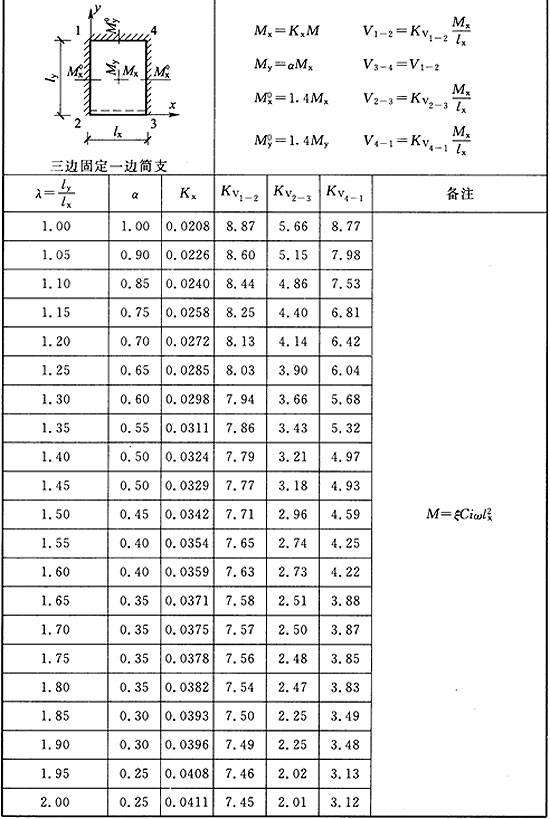 y
1 4
M_y^0
M_x^0 M_y M_x M_x^0
l_y
2 3 x
l_x
三边固定一边简支
M_x=K_xM V_{1-2}=K_{V_{1-2}} M_x/l_x
M_y=αM_x V_{3-4}=V_{1-2}
M_x^0=1.4M_x V_{2-3}=K_{V_{2-3}} M_x/l_x
M_y^0=1.4M_y V_{4-1}=K_{V_{4-1}} M_x/l_x
λ=l_y/l_x α K_x K_{V_{1-2}} K_{V_{2-3}} K_{V_{4-1}} 备注
1.00 1.00 0.0208 8.87 5.66 8.77
1.05 0.90 0.0226 8.60 5.15 7.98
1.10 0.85 0.0240 8.44 4.86 7.53
1.15 0.75 0.0258 8.25 4.40 6.81
1.20 0.70 0.0272 8.13 4.14 6.42
1.25 0.65 0.0285 8.03 3.90 6.04
1.30 0.60 0.0298 7.94 3.66 5.68
1.35 0.55 0.0311 7.86 3.43 5.32
1.40 0.50 0.0324 7.79 3.21 4.97
1.45 0.50 0.0329 7.77 3.18 4.93
1.50 0.45 0.0342 7.71 2.96 4.59 M=ξCiωl_x^2
1.55 0.40 0.0354 7.65 2.74 4.25
1.60 0.40 0.0359 7.63 2.73 4.22
1.65 0.35 0.0371 7.58 2.51 3.88
1.70 0.35 0.0375 7.57 2.50 3.87
1.75 0.35 0.0378 7.56 2.48 3.85
1.80 0.35 0.0382 7.54 2.47 3.83
1.85 0.30 0.0393 7.50 2.25 3.49
1.90 0.30 0.0396 7.49 2.25 3.48
1.95 0.25 0.0408 7.46 2.02 3.13
2.00 0.25 0.0411 7.45 2.01 3.12